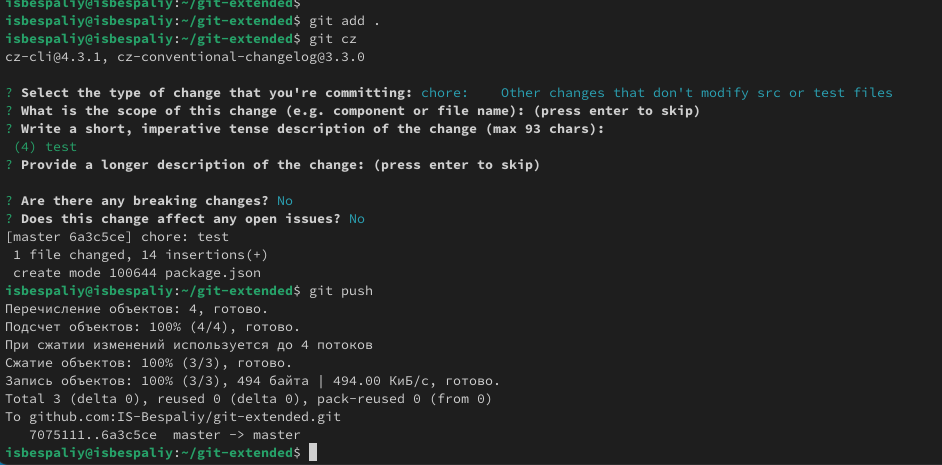 isbespaliy@isbespaliy:~/git-extended$
isbespaliy@isbespaliy:~/git-extended$ git add .
isbespaliy@isbespaliy:~/git-extended$ git cz
cz-cli@4.3.1, cz-conventional-changelog@3.3.0
? Select the type of change that you're committing: chore:    Other changes that don't modify src or test files
? What is the scope of this change (e.g. component or file name): (press enter to skip)
? Write a short, imperative tense description of the change (max 93 chars):
(4) test
? Provide a longer description of the change: (press enter to skip)
? Are there any breaking changes? No
? Does this change affect any open issues? No
[master 6a3c5ce] chore: test
1 file changed, 14 insertions(+)
create mode 100644 package.json
isbespaliy@isbespaliy:~/git-extended$ git push
Перечисление объектов: 4, готово.
Подсчет объектов: 100% (4/4), готово.
При сжатии изменений используется до 4 потоков
Сжатие объектов: 100% (3/3), готово.
Запись объектов: 100% (3/3), 494 байта | 494.00 КиБ/с, готово.
Total 3 (delta 0), reused 0 (delta 0), pack-reused 0 (from 0)
To github.com:IS-Bespaliy/git-extended.git
7075111..6a3c5ce  master -> master
isbespaliy@isbespaliy:~/git-extended$